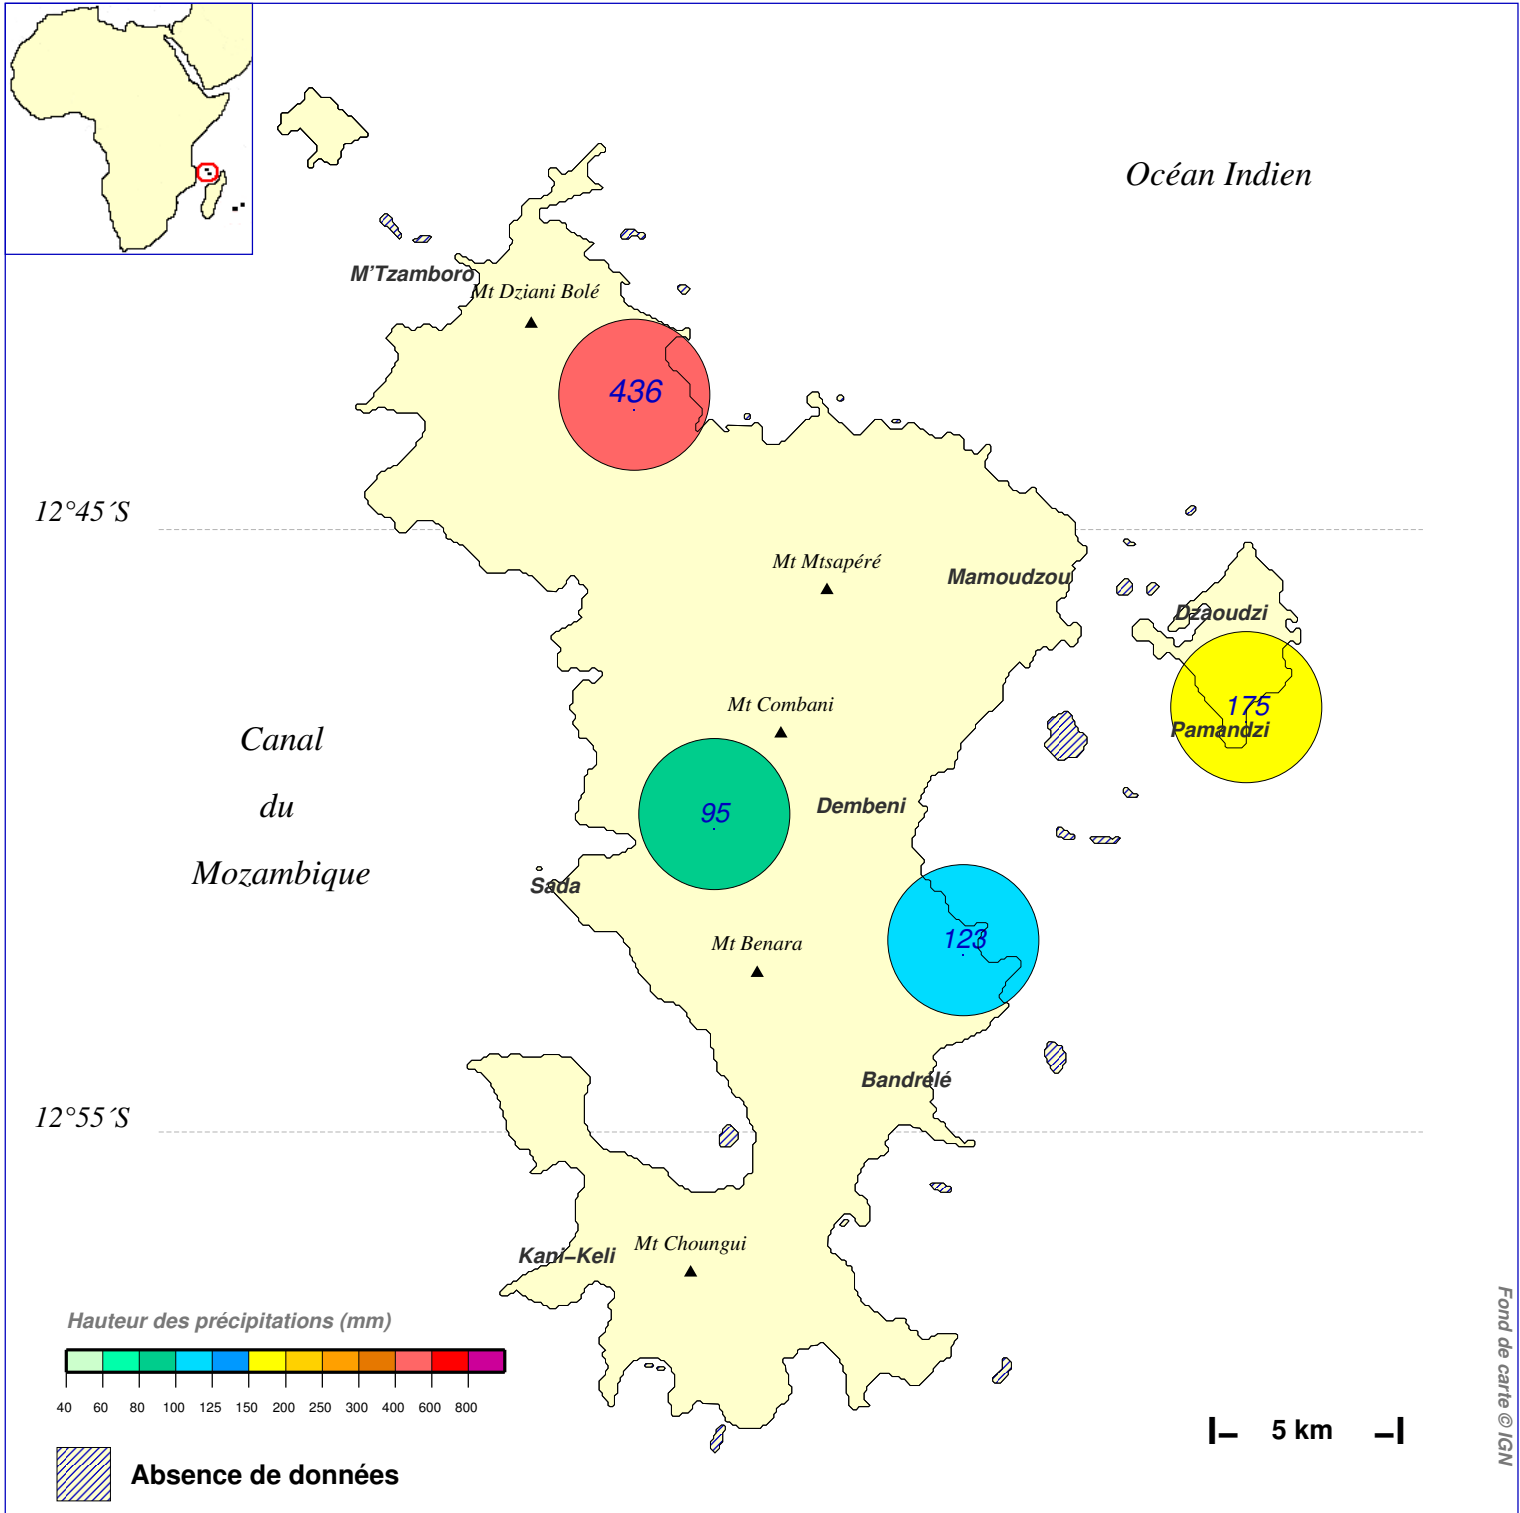 Océan Indien
M'Tzamboro
Mt Dziani Bolé
436
12°45´S
Mt Mtsapéré
Mamoudzou
Dzaoudzi
175
Pamandzi
Mt Combani
Canal
du
Mozambique
95
Dembeni
Sada
123
Mt Benara
Bandrélé
12°55´S
Kani–Keli
Mt Choungui
Hauteur des précipitations (mm)
40 60 80 100 125 150 200 250 300 400 600 800
Absence de données
5 km
Fond de carte © IGN